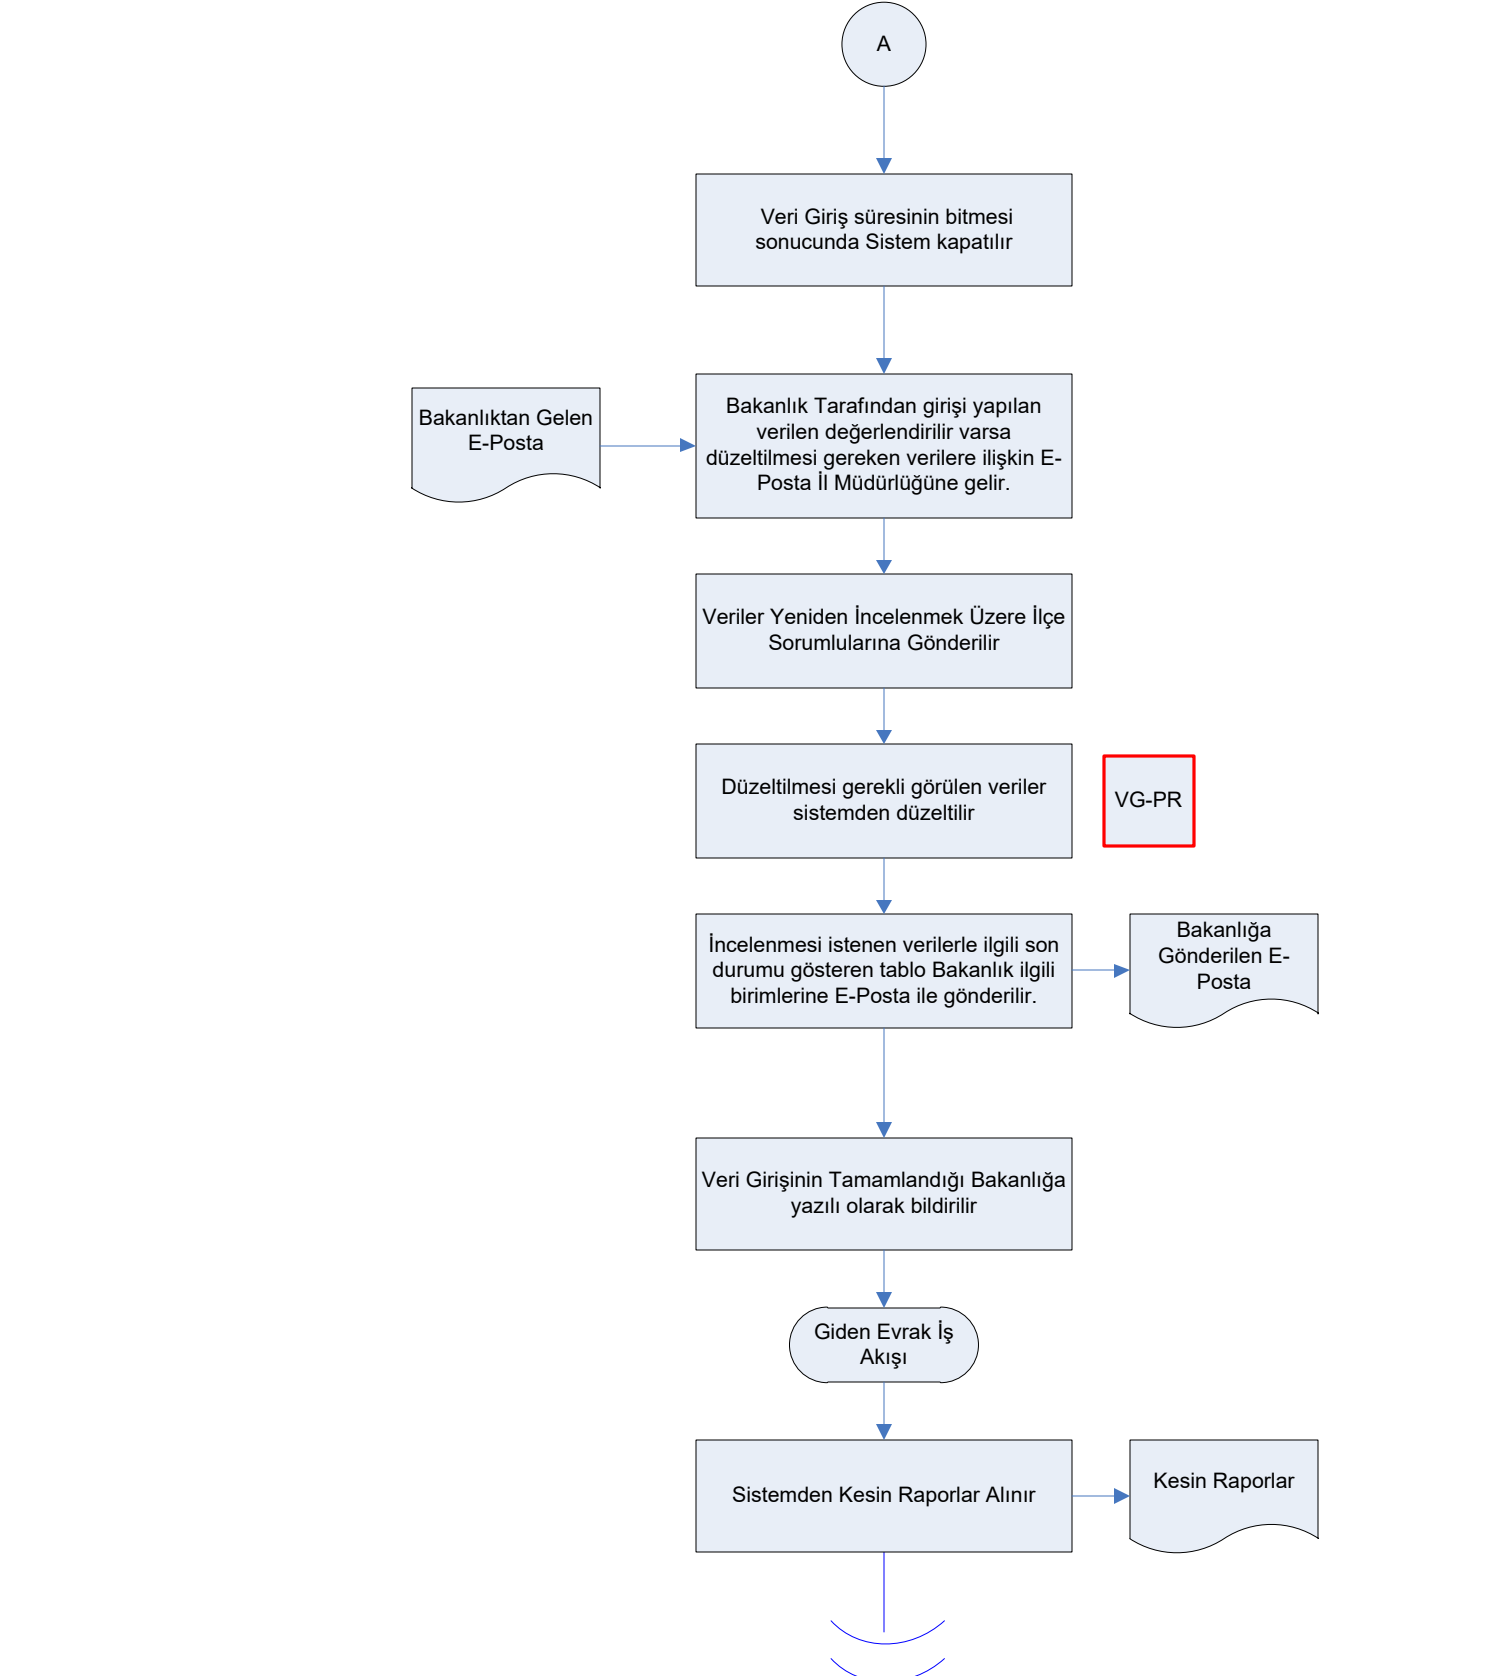 A
Veri Giriş süresinin bitmesi
sonucunda Sistem kapatılır
Bakanlıktan Gelen
E-Posta
Bakanlık Tarafından girişi yapılan
verilen değerlendirilir varsa
düzeltilmesi gereken verilere ilişkin E-
Posta İl Müdürlüğüne gelir.
Veriler Yeniden İncelenmek Üzere İlçe
Sorumlularına Gönderilir
Düzeltilmesi gerekli görülen veriler
sistemden düzeltilir
VG-PR
İncelenmesi istenen verilerle ilgili son
durumu gösteren tablo Bakanlık ilgili
birimlerine E-Posta ile gönderilir.
Bakanlığa
Gönderilen E-
Posta
Veri Girişinin Tamamlandığı Bakanlığa
yazılı olarak bildirilir
Giden Evrak İş
Akışı
Sistemden Kesin Raporlar Alınır
Kesin Raporlar